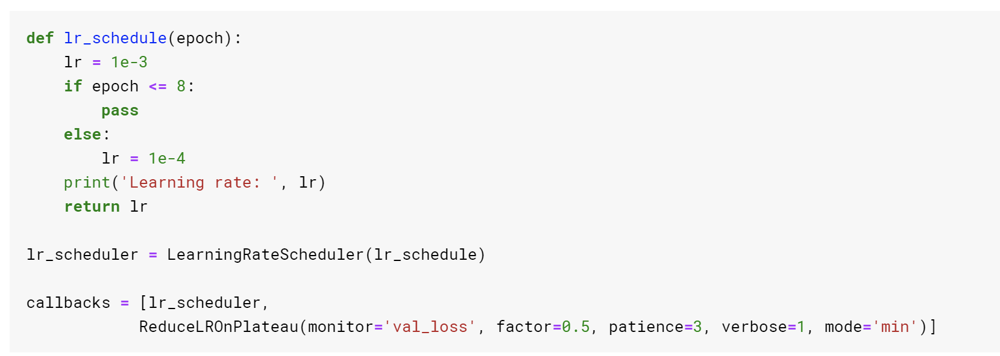 def lr_schedule(epoch):
    lr = 1e-3
    if epoch <= 8:
        pass
    else:
        lr = 1e-4
    print('Learning rate: ', lr)
    return lr

lr_scheduler = LearningRateScheduler(lr_schedule)

callbacks = [lr_scheduler,
            ReduceLROnPlateau(monitor='val_loss', factor=0.5, patience=3, verbose=1, mode='min')]